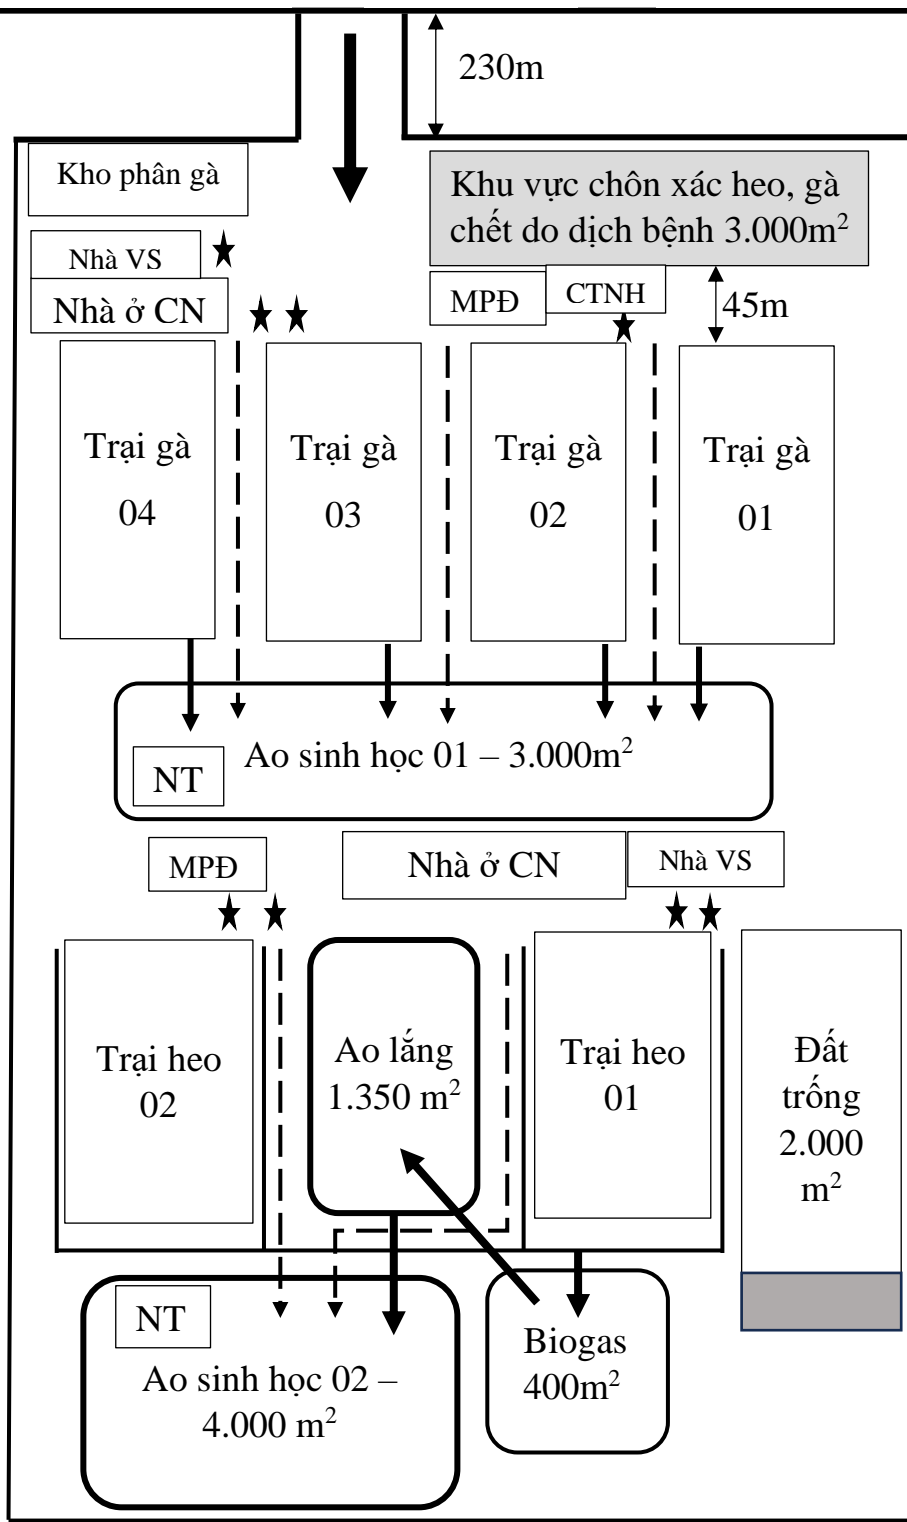 230m
Kho phân gà
Khu vực chôn xác heo, gà
chết do dịch bệnh 3.000m²
Nhà VS
Nhà ở CN
MPĐ
CTNH
45m
Trại gà
04
Trại gà
03
Trại gà
02
Trại gà
01
Ao sinh học 01 – 3.000m²
NT
MPĐ
Nhà ở CN
Nhà VS
Trại heo
02
Ao lắng
1.350 m²
Trại heo
01
Đất
trống
2.000
m²
NT
Ao sinh học 02 –
4.000 m²
Biogas
400m²